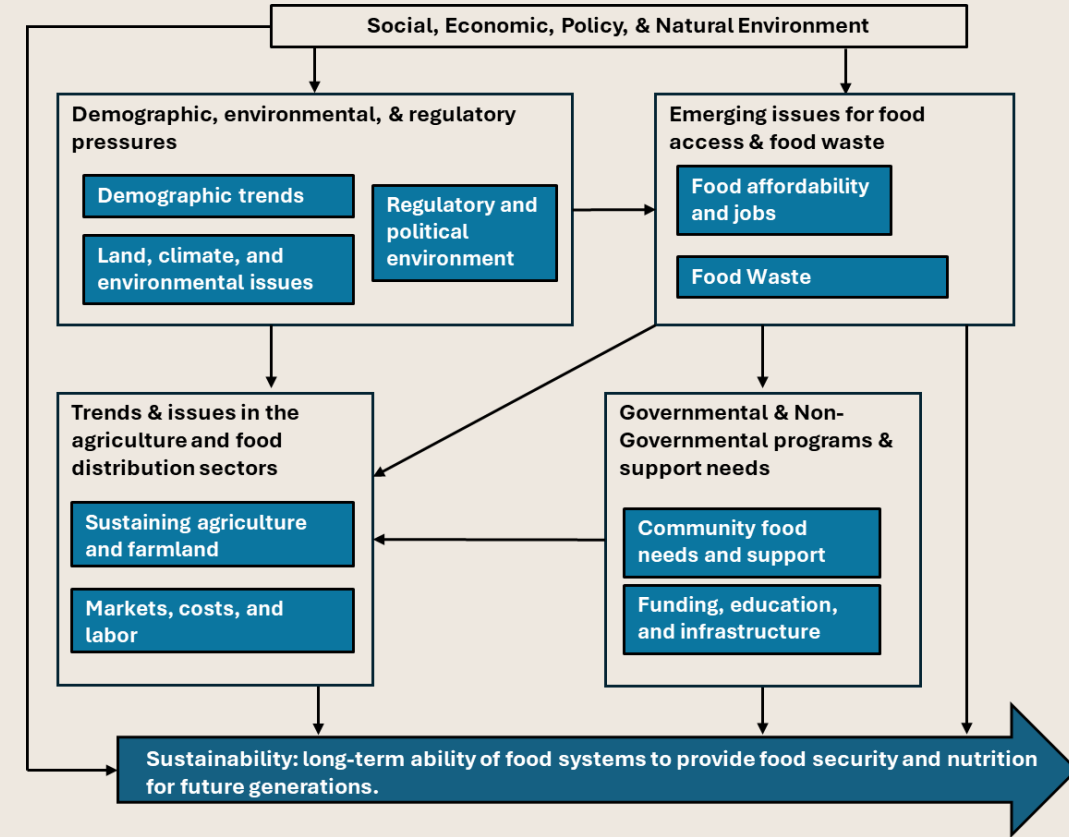 Social, Economic, Policy, & Natural Environment
Demographic, environmental, & regulatory
pressures
Demographic trends
Land, climate, and
environmental issues
Regulatory and
political
environment
Emerging issues for food
access & food waste
Food affordability
and jobs
Food Waste
Trends & issues in the
agriculture and food
distribution sectors
Sustaining agriculture
and farmland
Markets, costs, and
labor
Governmental & Non-
Governmental programs &
support needs
Community food
needs and support
Funding, education,
and infrastructure
Sustainability: long-term ability of food systems to provide food security and nutrition
for future generations.